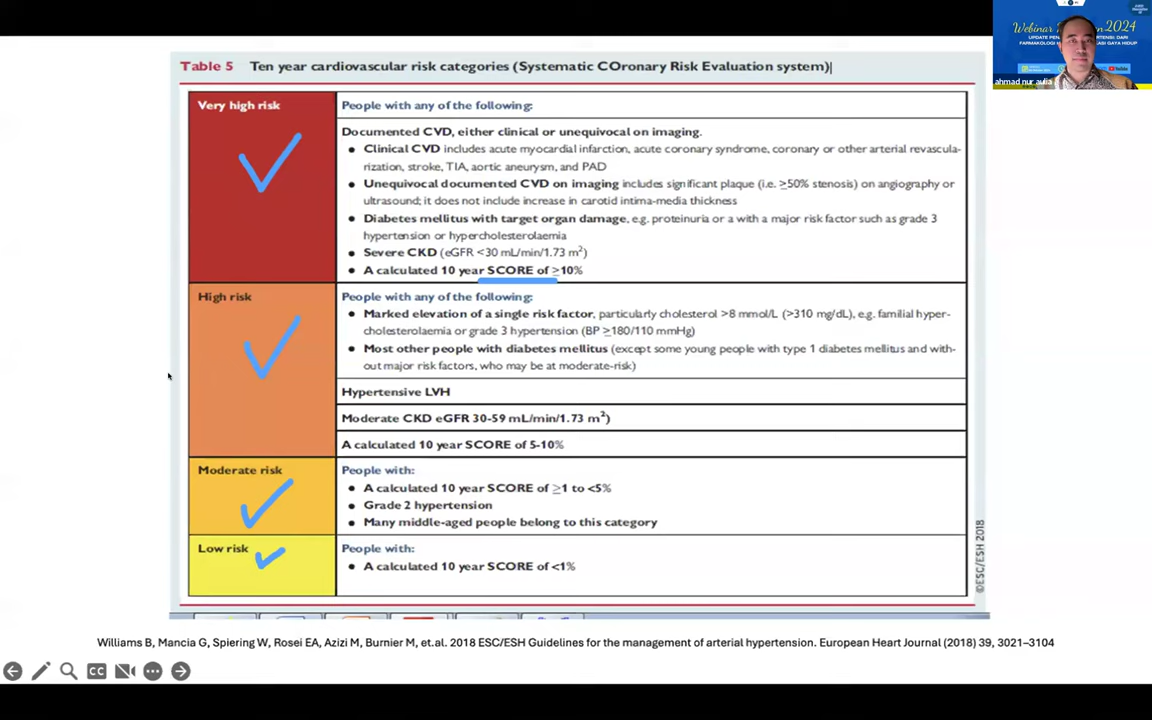 Webinar 2024
ahmad nur aulia
Table 5 Ten year cardiovascular risk categories (Systematic COronary Risk Evaluation system)
Very high risk
People with any of the following:
Documented CVD, either clinical or unequivocal on imaging.
• Clinical CVD includes acute myocardial infarction, acute coronary syndrome, coronary or other arterial revascula-
rization, stroke, TIA, aortic aneurysm, and PAD
• Unequivocal documented CVD on imaging includes significant plaque (i.e. ≥50% stenosis) on angiography or
ultrasound; it does not include increase in carotid intima-media thickness
• Diabetes mellitus with target organ damage, e.g. proteinuria or a with a major risk factor such as grade 3
hypertension or hypercholesterolaemia
• Severe CKD (eGFR <30 mL/min/1.73 m²)
• A calculated 10 year SCORE of ≥10%
High risk
People with any of the following:
• Marked elevation of a single risk factor, particularly cholesterol >8 mmol/L (>310 mg/dL), e.g. familial hyper-
cholesterolaemia or grade 3 hypertension (BP ≥180/110 mmHg)
• Most other people with diabetes mellitus (except some young people with type 1 diabetes mellitus and with-
out major risk factors, who may be at moderate-risk)
Hypertensive LVH
Moderate CKD eGFR 30-59 mL/min/1.73 m²)
A calculated 10 year SCORE of 5-10%
Moderate risk
People with:
• A calculated 10 year SCORE of ≥1 to <5%
• Grade 2 hypertension
• Many middle-aged people belong to this category
Low risk
People with:
• A calculated 10 year SCORE of <1%
©ESC/ESH 2018
Williams B, Mancia G, Spiering W, Rosei EA, Azizi M, Burnier M, et.al. 2018 ESC/ESH Guidelines for the management of arterial hypertension. European Heart Journal (2018) 39, 3021–3104
CC